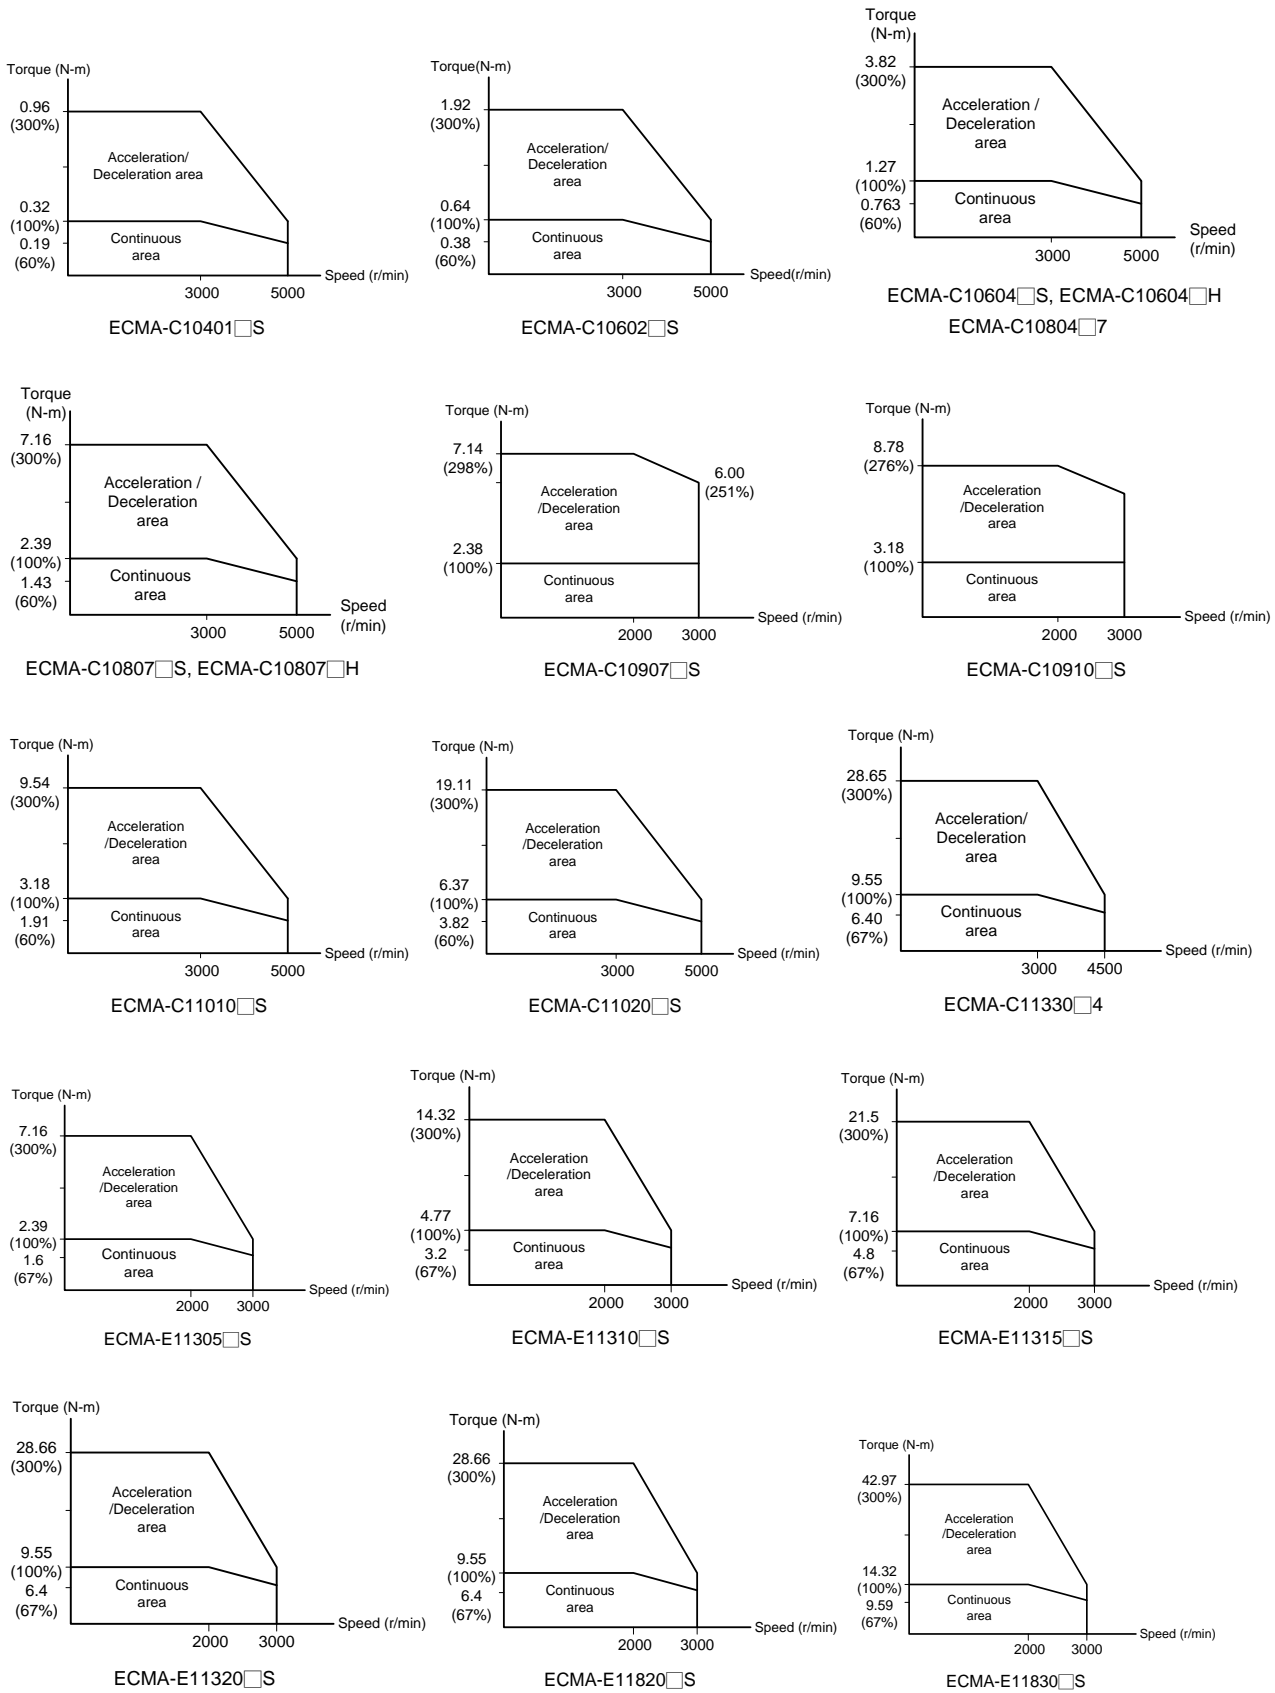 Torque (N-m)
0.96
(300%)
Acceleration/
Deceleration area
0.32
(100%)
0.19
(60%)
Continuous
area
Speed (r/min)
3000 5000
ECMA-C10401□S
Torque(N-m)
1.92
(300%)
Acceleration/
Deceleration
area
0.64
(100%)
0.38
(60%)
Continuous
area
Speed(r/min)
3000 5000
ECMA-C10602□S
Torque
(N-m)
3.82
(300%)
Acceleration /
Deceleration
area
1.27
(100%)
0.763
(60%)
Continuous
area
Speed
(r/min)
3000 5000
ECMA-C10604□S, ECMA-C10604□H
ECMA-C10804□7
Torque
(N-m)
7.16
(300%)
Acceleration /
Deceleration
area
2.39
(100%)
1.43
(60%)
Continuous
area
Speed
(r/min)
3000 5000
ECMA-C10807□S, ECMA-C10807□H
Torque (N-m)
7.14
(298%)
6.00
(251%)
Acceleration
/Deceleration
area
2.38
(100%)
Continuous
area
Speed (r/min)
2000 3000
ECMA-C10907□S
Torque (N-m)
8.78
(276%)
Acceleration
/Deceleration
area
3.18
(100%)
Continuous
area
Speed (r/min)
2000 3000
ECMA-C10910□S
Torque (N-m)
9.54
(300%)
Acceleration
/Deceleration
area
3.18
(100%)
1.91
(60%)
Continuous
area
Speed (r/min)
3000 5000
ECMA-C11010□S
Torque (N-m)
19.11
(300%)
Acceleration
/Deceleration
area
6.37
(100%)
3.82
(60%)
Continuous
area
Speed (r/min)
3000 5000
ECMA-C11020□S
Torque (N-m)
28.65
(300%)
Acceleration/
Deceleration
area
9.55
(100%)
6.40
(67%)
Continuous
area
Speed (r/min)
3000 4500
ECMA-C11330□4
Torque (N-m)
7.16
(300%)
Acceleration
/Deceleration
area
2.39
(100%)
1.6
(67%)
Continuous
area
Speed (r/min)
2000 3000
ECMA-E11305□S
Torque (N-m)
14.32
(300%)
Acceleration
/Deceleration
area
4.77
(100%)
3.2
(67%)
Continuous
area
Speed (r/min)
2000 3000
ECMA-E11310□S
Torque (N-m)
21.5
(300%)
Acceleration
/Deceleration
area
7.16
(100%)
4.8
(67%)
Continuous
area
Speed (r/min)
2000 3000
ECMA-E11315□S
Torque (N-m)
28.66
(300%)
Acceleration
/Deceleration
area
9.55
(100%)
6.4
(67%)
Continuous
area
Speed (r/min)
2000 3000
ECMA-E11320□S
Torque (N-m)
28.66
(300%)
Acceleration
/Deceleration
area
9.55
(100%)
6.4
(67%)
Continuous
area
Speed (r/min)
2000 3000
ECMA-E11820□S
Torque (N-m)
42.97
(300%)
Acceleration
/Deceleration
area
14.32
(100%)
9.59
(67%)
Continuous
area
Speed (r/min)
2000 3000
ECMA-E11830□S